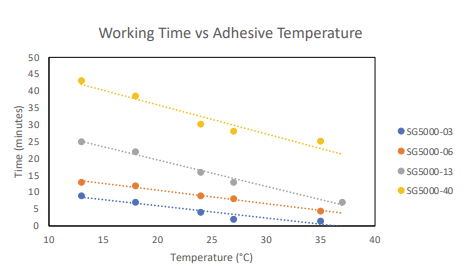 Working Time vs Adhesive Temperature
50
45
40
35
30
25
20
15
10
5
0
Time (minutes)
10 15 20 25 30 35 40
Temperature (°C)
SG5000-03
SG5000-06
SG5000-13
SG5000-40